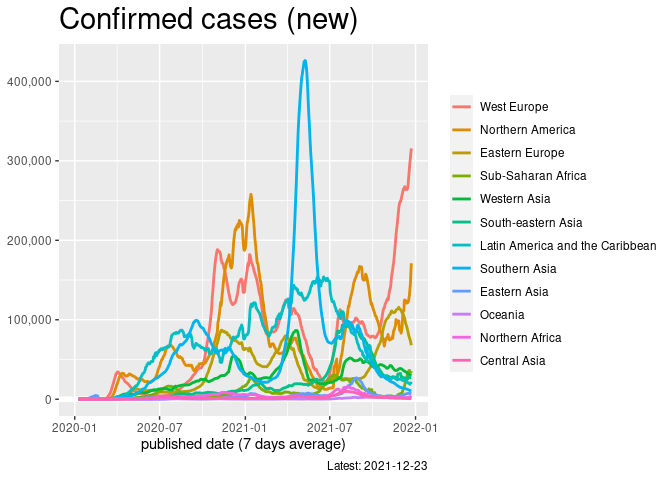 Confirmed cases (new)
400,000
300,000
200,000
100,000
0
2020-01
2020-07
2021-01
2021-07
2022-01
published date (7 days average)
West Europe
Northern America
Eastern Europe
Sub-Saharan Africa
Western Asia
South-eastern Asia
Latin America and the Caribbean
Southern Asia
Eastern Asia
Oceania
Northern Africa
Central Asia
Latest: 2021-12-23